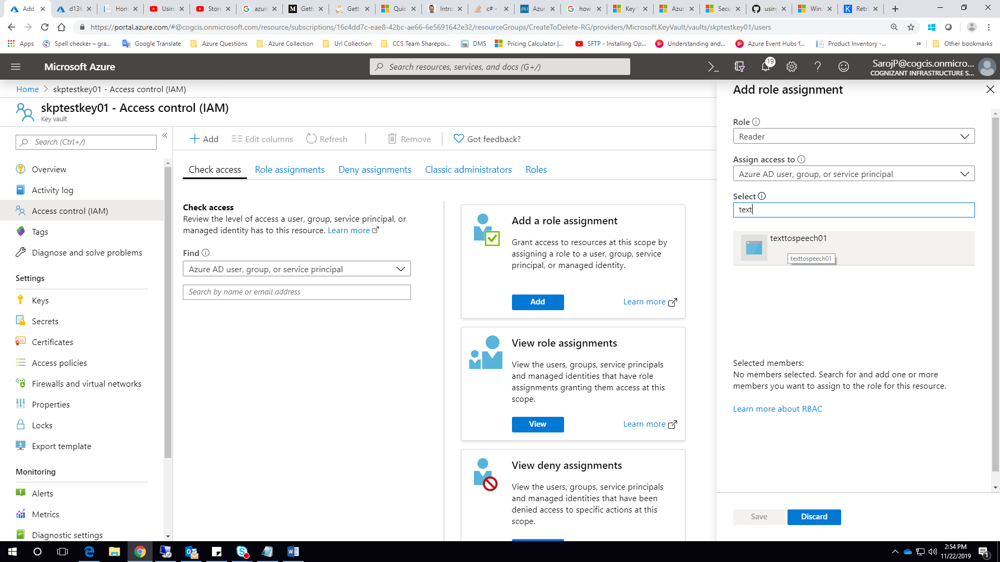 Add
d136
Hom
Using
Store
azure
Getti
Getti
Quic
Intro
c# -
Azur
how
Key V
Azur
Secu
using
Winc
Retri
https://portal.azure.com/#@cogcis.onmicrosoft.com/resource/subscriptions/16c4dd7c-eae8-42bc-ae66-6e5691642e32/resourceGroups/CreateToDelete-RG/providers/Microsoft.KeyVault/vaults/skptestkey01/users
Apps
Spell checker – gra...
Google Translate
Azure Questions
Azure Collection
Url Collection
CCS Team Sharepoi...
DMS
Pricing Calculator |...
SFTP - Installing Op...
Understanding and...
Azure Event Hubs f...
Product Inventory -...
»
Other bookmarks
Microsoft Azure
Search resources, services, and docs (G+/)
19
SarojP@cogcis.onmicro...
COGNIZANT INFRASTRUCTURE S...
Home > skptestkey01 - Access control (IAM)
skptestkey01 - Access control (IAM)
Key vault
Search (Ctrl+/)
«
Overview
Activity log
Access control (IAM)
Tags
Diagnose and solve problems
Settings
Keys
Secrets
Certificates
Access policies
Firewalls and virtual networks
Properties
Locks
Export template
Monitoring
Alerts
Metrics
Diagnostic settings
Add
Edit columns
Refresh
Remove
Got feedback?
Check access
Role assignments
Deny assignments
Classic administrators
Roles
Check access
Review the level of access a user, group, service principal, or
managed identity has to this resource. Learn more
Find
Azure AD user, group, or service principal
Search by name or email address
Add a role assignment
Grant access to resources at this scope by
assigning a role to a user, group, service
principal, or managed identity.
Add
Learn more
View role assignments
View the users, groups, service principals
and managed identities that have role
assignments granting them access at this
scope.
View
Learn more
View deny assignments
View the users, groups, service principals
and managed identities that have been
denied access to specific actions at this
scope.
Add role assignment
Role
Reader
Assign access to
Azure AD user, group, or service principal
Select
text
texttospeech01
texttospeech01
Selected members:
No members selected. Search for and add one or more
members you want to assign to the role for this resource.
Learn more about RBAC
Save
Discard
2:54 PM
11/22/2019
1